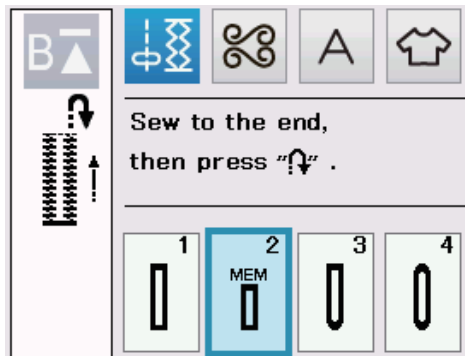 B
A
Sew to the end,
then press "↷" .
1
2
3
4
MEM